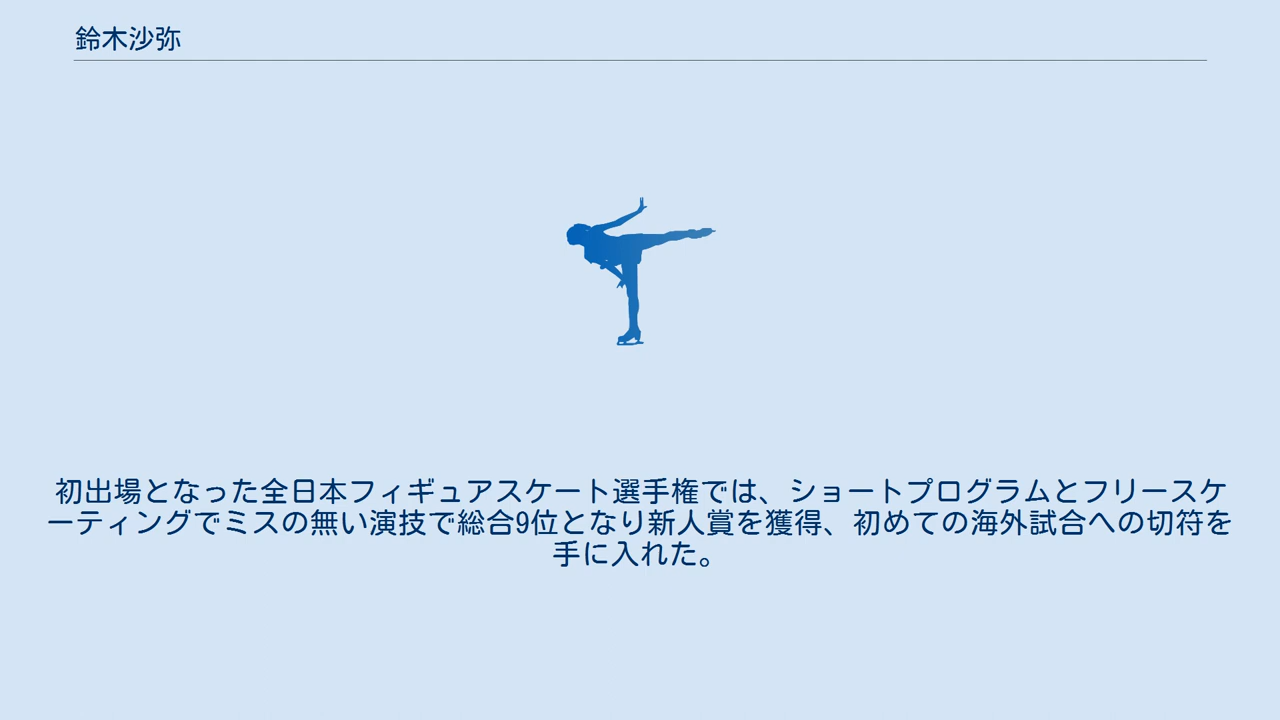 鈴木沙弥
初出場となった全日本フィギュアスケート選手権では、ショートプログラムとフリースケ
ーティングでミスの無い演技で総合9位となり新人賞を獲得、初めての海外試合への切符を
手に入れた。